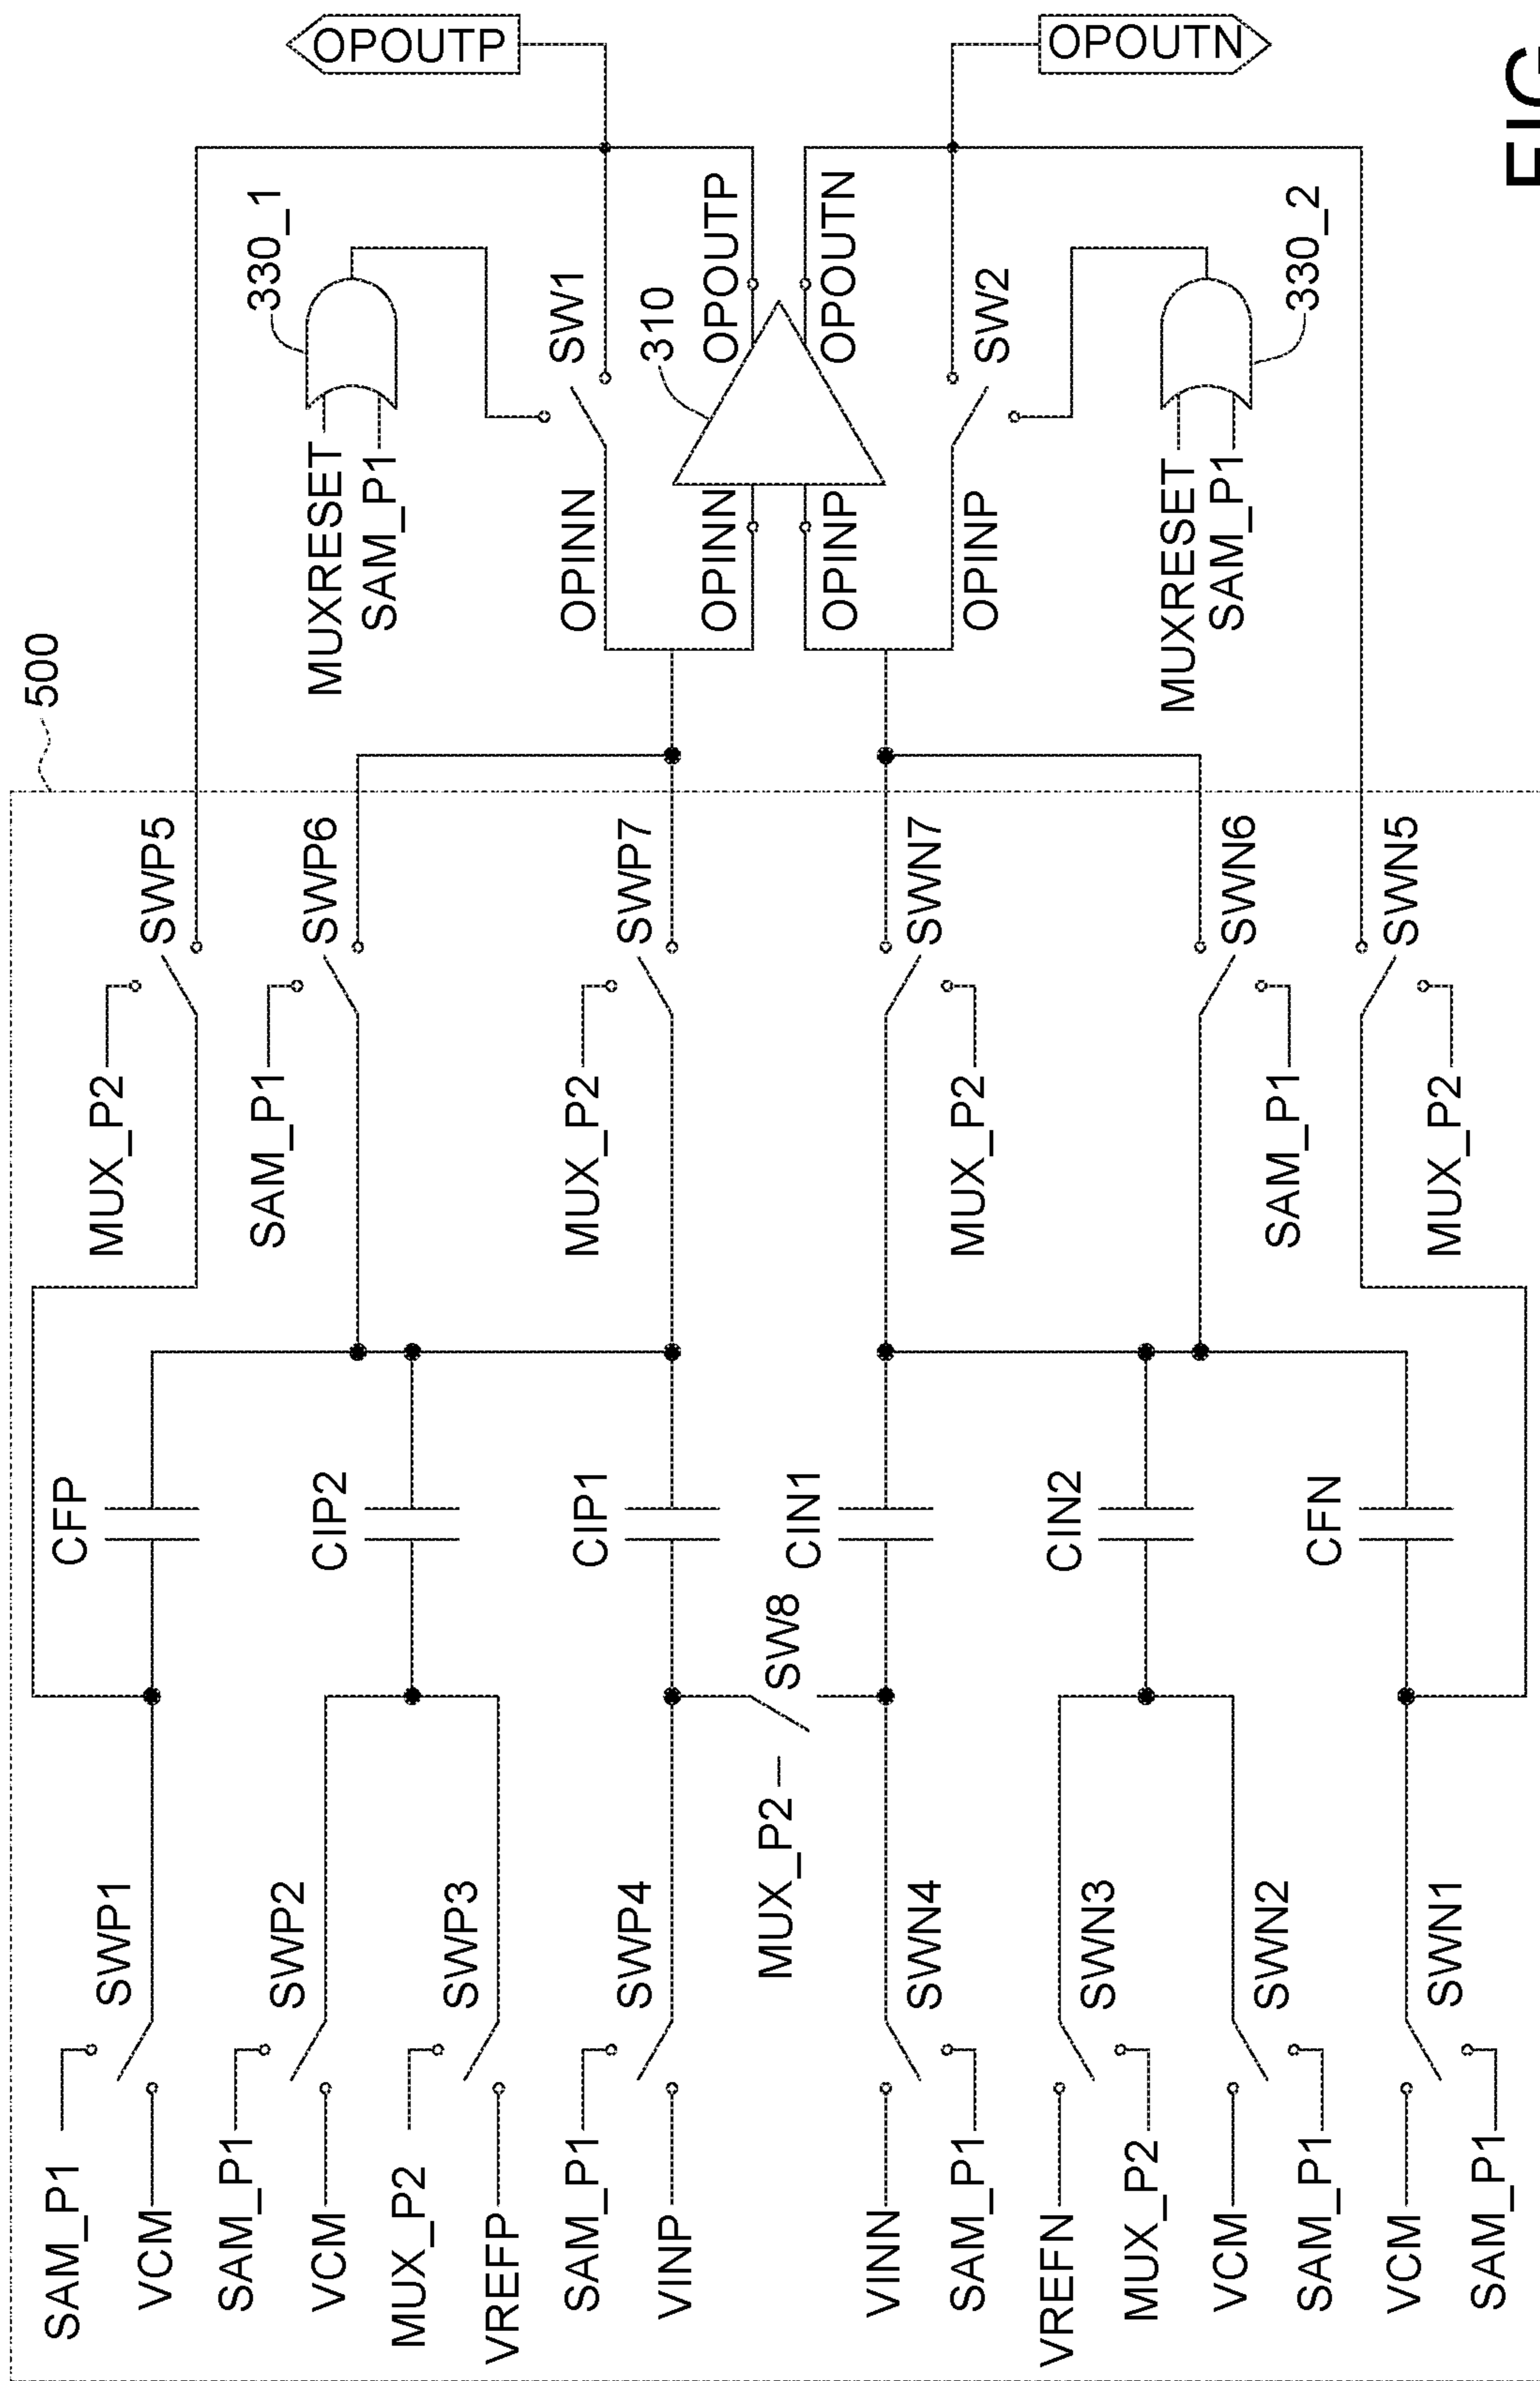 500
SAM_P1
VCM
SWP1
CFP
MUX_P2
SWP5
SAM_P1
VCM
SWP2
CIP2
SAM_P1
SWP6
MUX_P2
VREFP
SWP3
SAM_P1
VINP
SWP4
CIP1
MUX_P2
SWP7
MUX_P2
SW8
VINN
SAM_P1
SWN4
CIN1
MUX_P2
SWN7
VREFN
MUX_P2
SWN3
CIN2
SAM_P1
SWN6
VCM
SAM_P1
SWN2
CFN
MUX_P2
SWN5
VCM
SAM_P1
SWN1
MUXRESET
SAM_P1
330_1
OPINN
SW1
OPINN
310
OPOUTP
OPINP
OPOUTN
OPINP
SW2
MUXRESET
SAM_P1
330_2
OPOUTP
OPOUTN